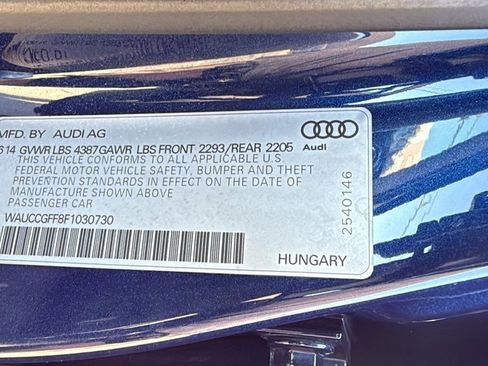 MFD. BY AUDI AG
614 GVWR LBS 4387GAWR LBS FRONT 2293/REAR 2205
Audi
THIS VEHICLE CONFORMS TO ALL APPLICABLE U.S.
FEDERAL MOTOR VEHICLE SAFETY, BUMPER AND THEFT
PREVENTION STANDARDS IN EFFECT ON THE DATE OF
MANUFACTURE SHOWN ABOVE
PASSENGER CAR
WAUCCGFF8F1030730
HUNGARY
2540146